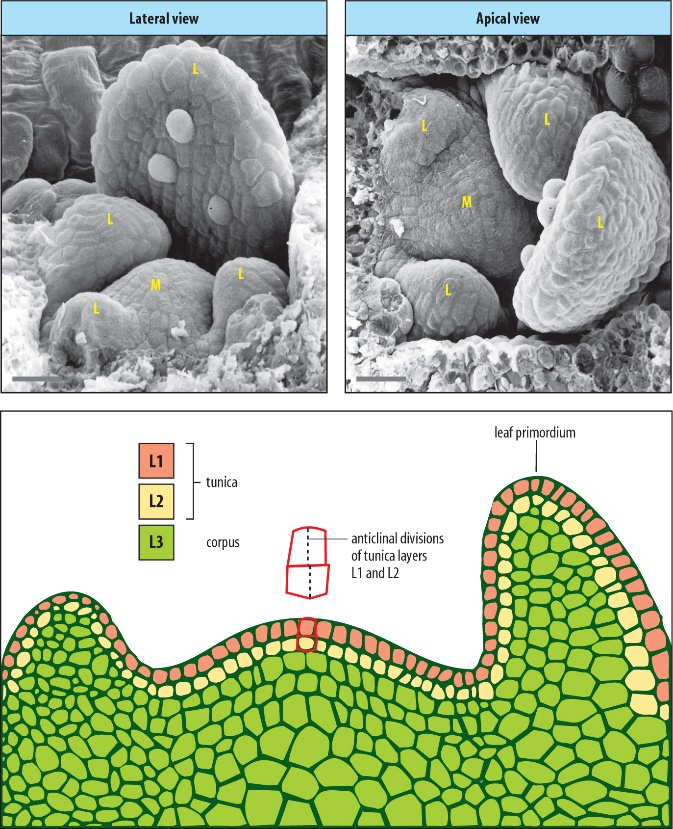 Lateral view
Apical view
L
L
M
L
L
L
L
L
M
L
leaf primordium
L1
L2
tunica
L3
corpus
anticlinal divisions
of tunica layers
L1 and L2